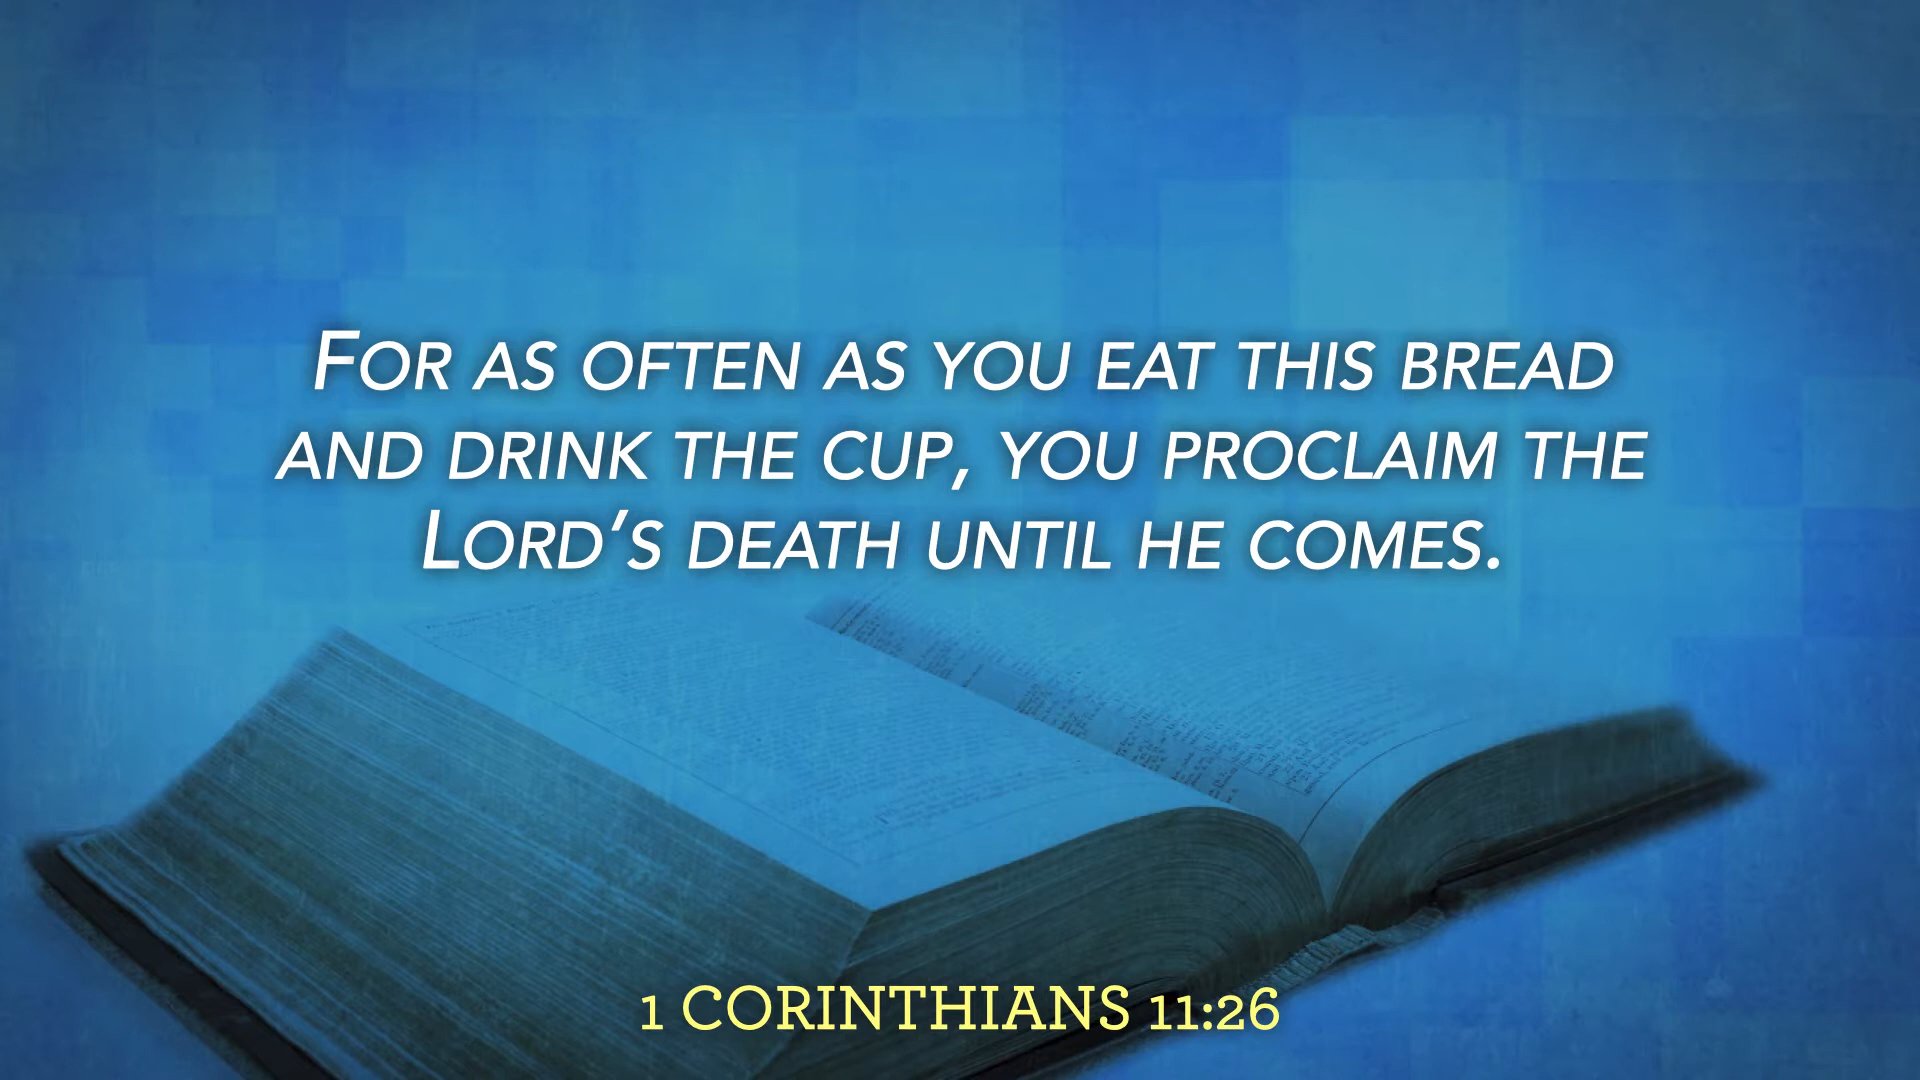 For as often as you eat this bread
and drink the cup, you proclaim the
Lord’s death until he comes.
1 CORINTHIANS 11:26